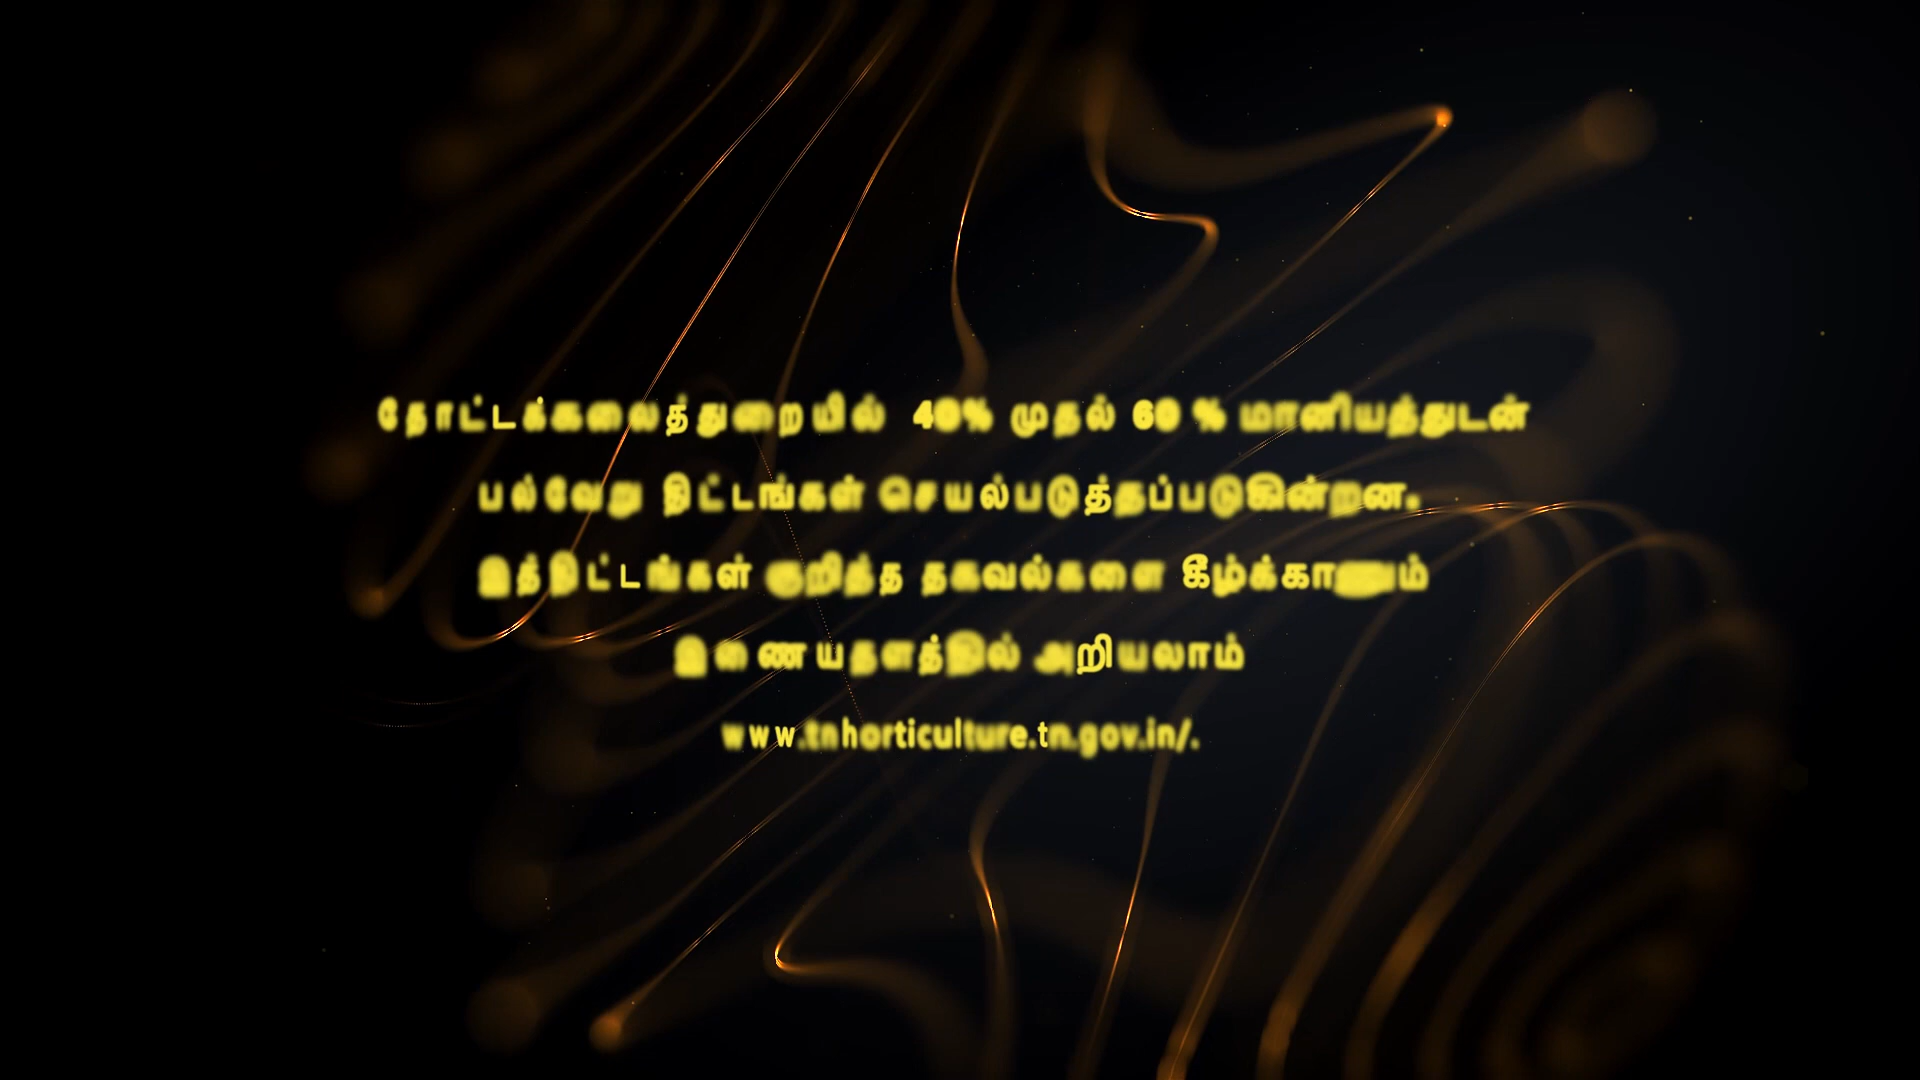 தோட்டக்கலைத்துறையில் 40% முதல் 60 % மானியத்துடன்
பல்வேறு திட்டங்கள் செயல்படுத்தப்படுகின்றன.
இத்திட்டங்கள் குறித்த தகவல்களை கீழ்க்காணும்
இணையதளத்தில் அறியலாம்
www.tnhorticulture.tn.gov.in/.